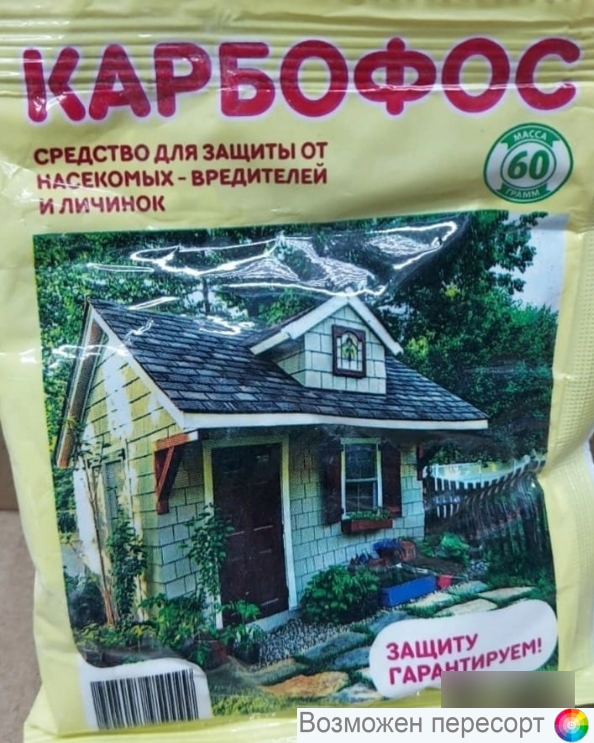 КАРБОФОС
СРЕДСТВО ДЛЯ ЗАЩИТЫ ОТ
НАСЕКОМЫХ - ВРЕДИТЕЛЕЙ
И ЛИЧИНОК
МАССА
60
ГРАММ
ЗАЩИТУ
ГАРАНТИРУЕМ!
Возможен пересорт